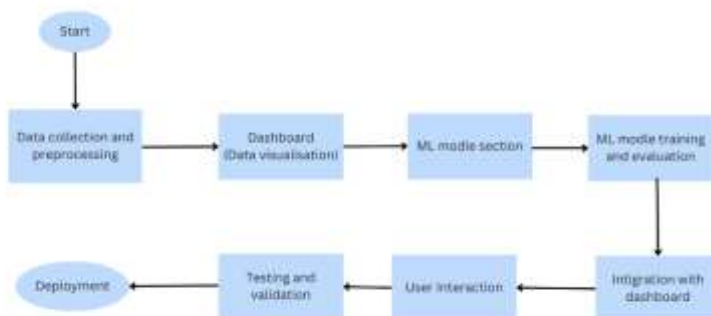 Start
Data collection and
preprocessing
Dashboard
(Data visualisation)
ML modle section
ML modle training
and evaluation
Deployment
Testing and
validation
User Interaction
Intigration with
dashboard